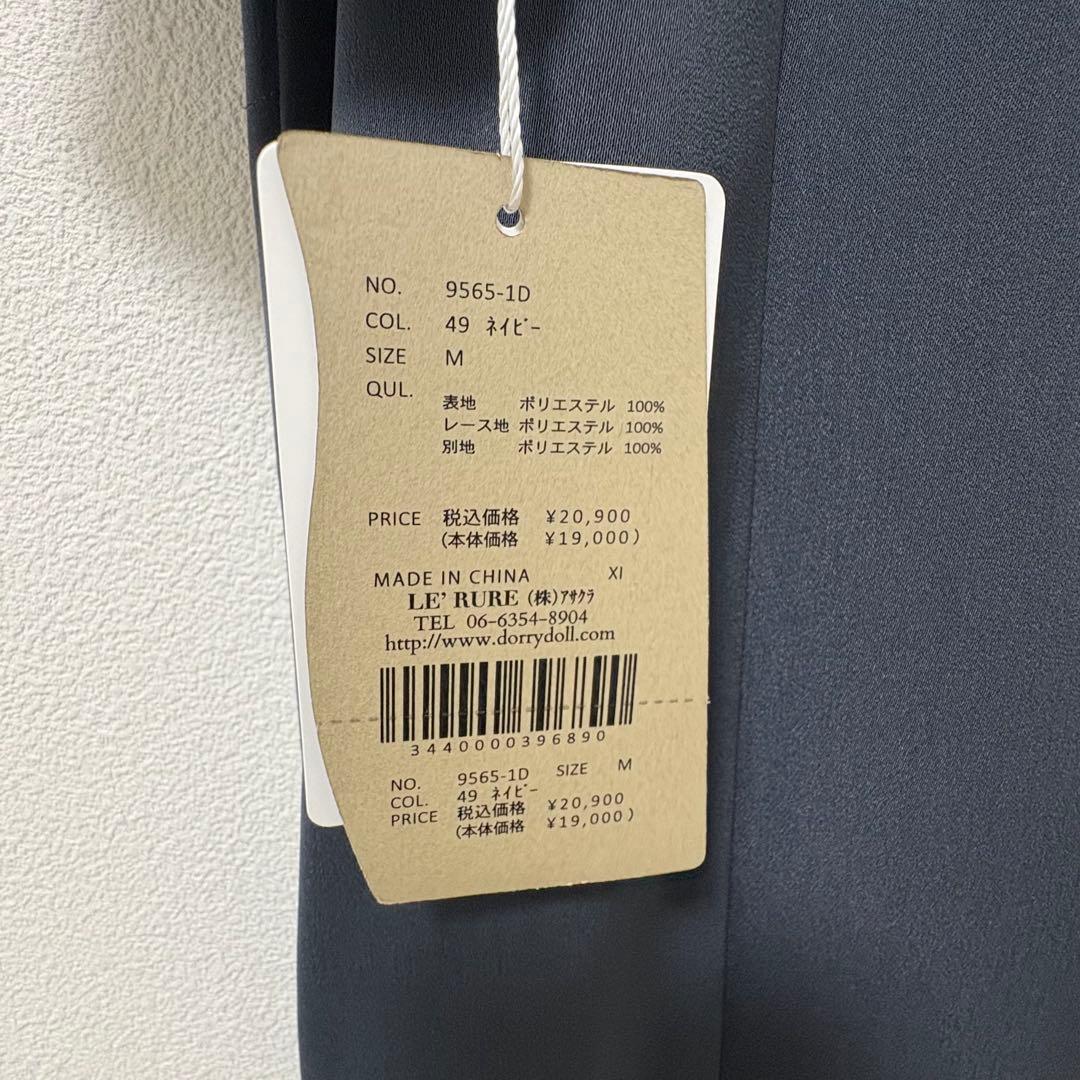 NO. 9565-1D
COL. 49 ﾈｲﾋﾞｰ
SIZE M
QUL.
表地 ポリエステル 100%
レース地 ポリエステル 100%
別地 ポリエステル 100%
PRICE 税込価格 ¥20,900
(本体価格 ¥19,000)
MADE IN CHINA XI
LE' RURE (株)ｱｻｸﾗ
TEL 06-6354-8904
http://www.dorrydoll.com
3440000396890
NO. 9565-1D SIZE M
COL. 49 ﾈｲﾋﾞｰ
PRICE 税込価格 ¥20,900
(本体価格 ¥19,000)